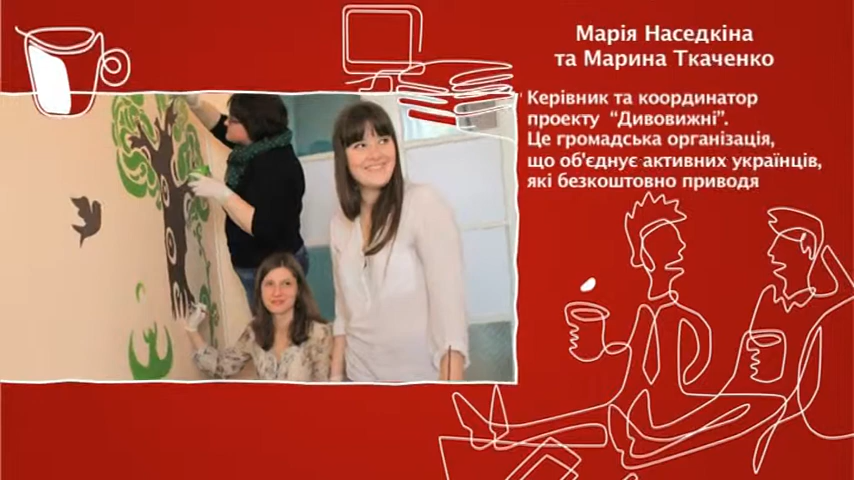 Марія Наседкіна
та Марина Ткаченко
Керівник та координатор
проекту "Дивовижні".
Це громадська організація,
що об'єднує активних українців,
які безкоштовно приводя